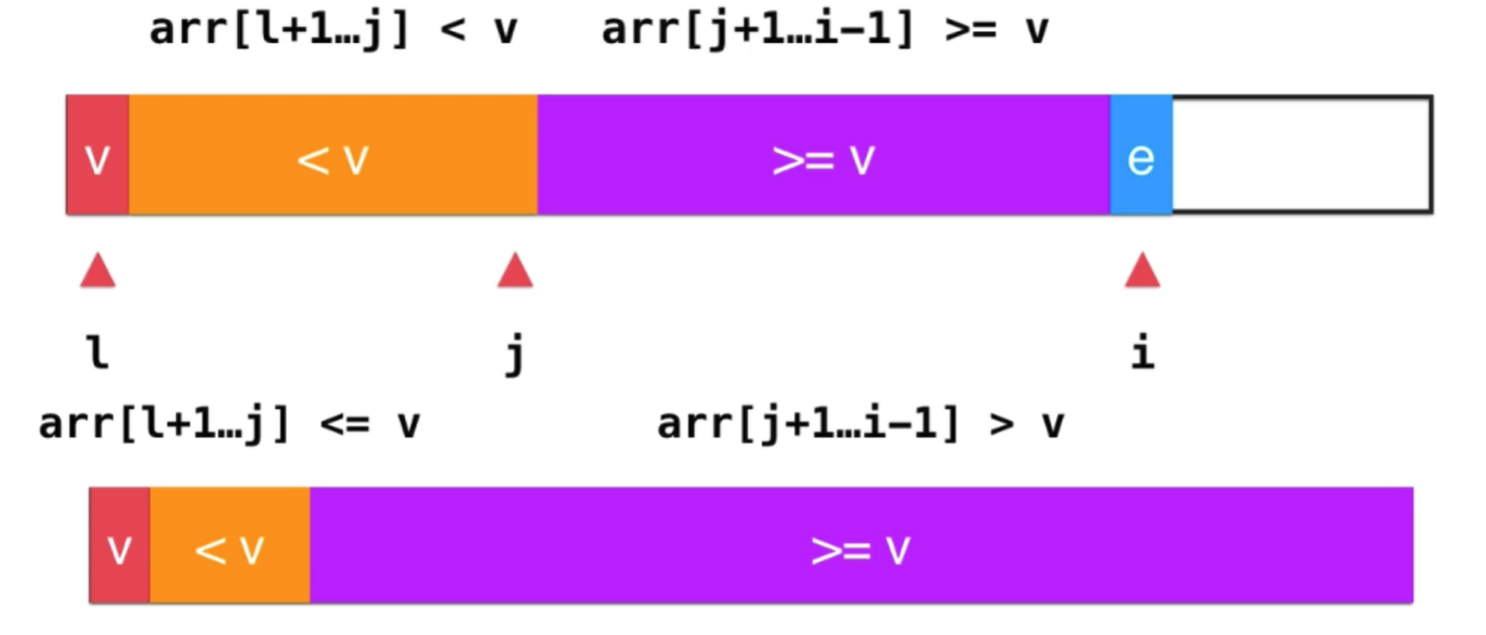 arr[l+1…j] < v arr[j+1…i-1] >= v
v < v >= v e
l j i
arr[l+1…j] <= v arr[j+1…i-1] > v
v < v >= v